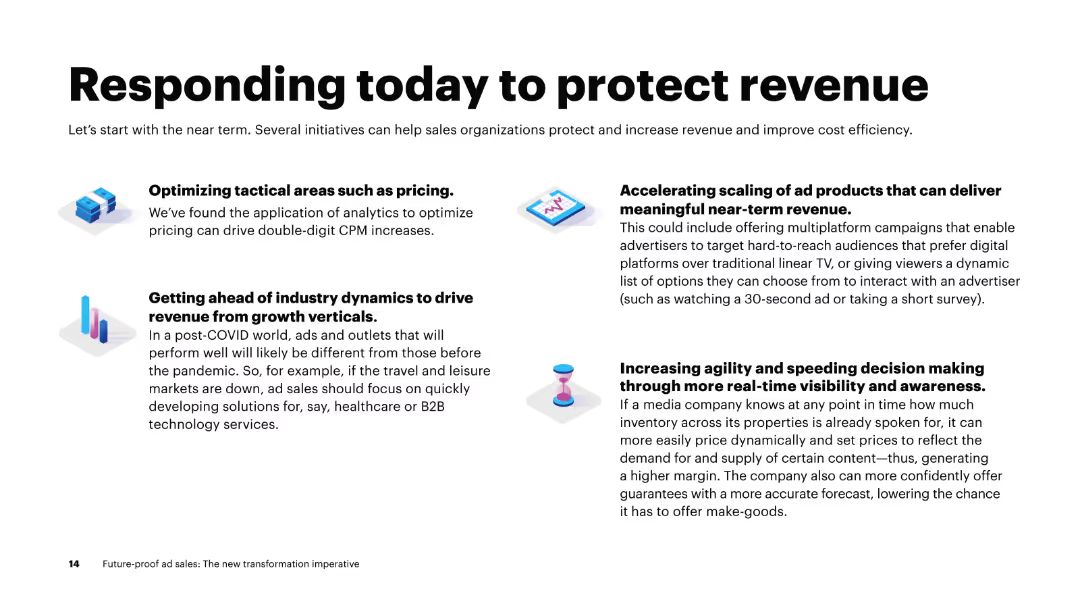 Responding today to protect revenue
Let’s start with the near term. Several initiatives can help sales organizations protect and increase revenue and improve cost efficiency.
Optimizing tactical areas such as pricing.
We’ve found the application of analytics to optimize
pricing can drive double-digit CPM increases.
Getting ahead of industry dynamics to drive
revenue from growth verticals.
In a post-COVID world, ads and outlets that will
perform well will likely be different from those before
the pandemic. So, for example, if the travel and leisure
markets are down, ad sales should focus on quickly
developing solutions for, say, healthcare or B2B
technology services.
Accelerating scaling of ad products that can deliver
meaningful near-term revenue.
This could include offering multiplatform campaigns that enable
advertisers to target hard-to-reach audiences that prefer digital
platforms over traditional linear TV, or giving viewers a dynamic
list of options they can choose from to interact with an advertiser
(such as watching a 30-second ad or taking a short survey).
Increasing agility and speeding decision making
through more real-time visibility and awareness.
If a media company knows at any point in time how much
inventory across its properties is already spoken for, it can
more easily price dynamically and set prices to reflect the
demand for and supply of certain content—thus, generating
a higher margin. The company also can more confidently offer
guarantees with a more accurate forecast, lowering the chance
it has to offer make-goods.
14 Future-proof ad sales: The new transformation imperative